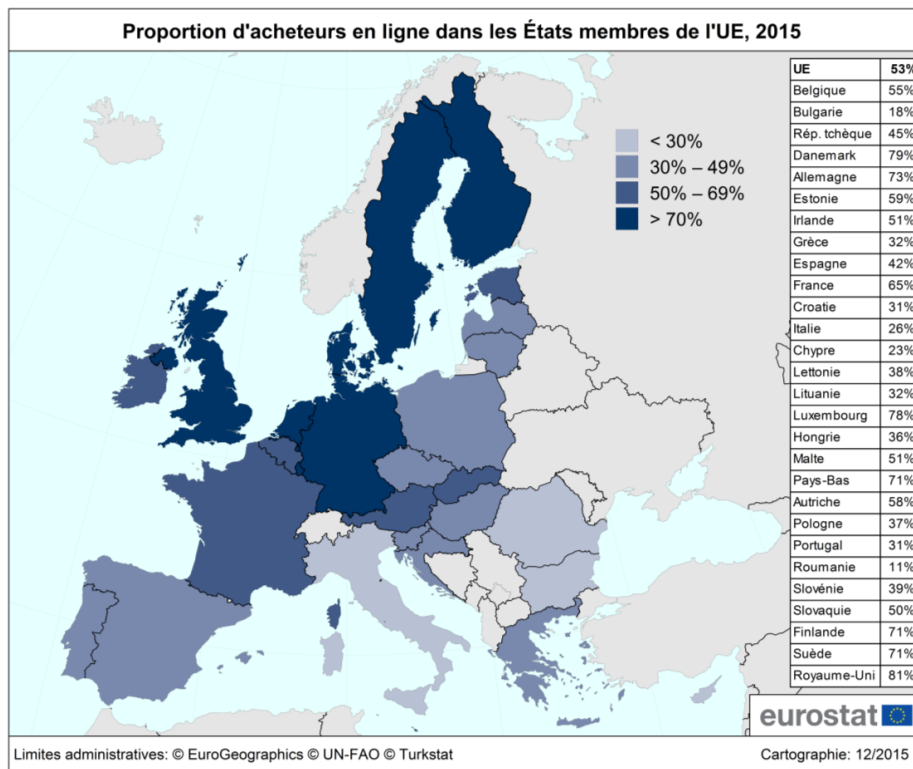 Proportion d'acheteurs en ligne dans les États membres de l'UE, 2015
< 30%
30% – 49%
50% – 69%
> 70%
UE 53%
Belgique 55%
Bulgarie 18%
Rép. tchèque 45%
Danemark 79%
Allemagne 73%
Estonie 59%
Irlande 51%
Grèce 32%
Espagne 42%
France 65%
Croatie 31%
Italie 26%
Chypre 23%
Lettonie 38%
Lituanie 32%
Luxembourg 78%
Hongrie 36%
Malte 51%
Pays-Bas 71%
Autriche 58%
Pologne 37%
Portugal 31%
Roumanie 11%
Slovénie 39%
Slovaquie 50%
Finlande 71%
Suède 71%
Royaume-Uni 81%
eurostat
Limites administratives: © EuroGeographics © UN-FAO © Turkstat
Cartographie: 12/2015